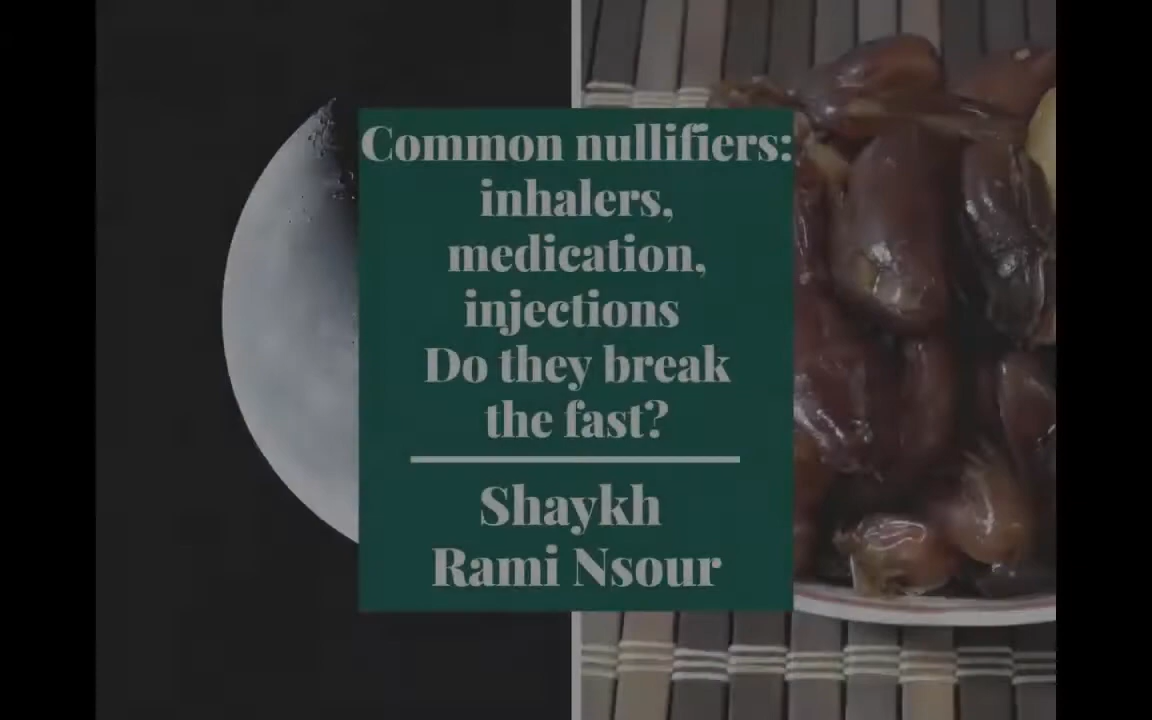 Common nullifiers:
inhalers,
medication,
injections
Do they break
the fast?
Shaykh
Rami Nsour